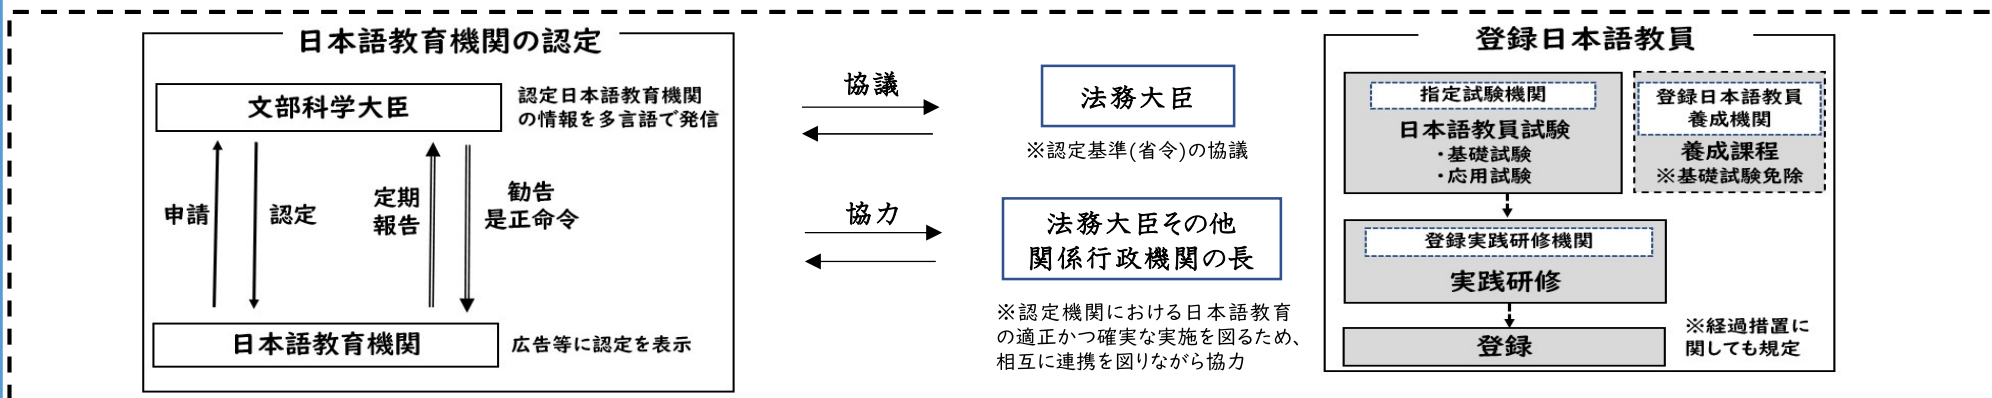 日本語教育機関の認定
文部科学大臣
認定日本語教育機関
の情報を多言語で発信
申請
認定
定期
報告
勧告
是正命令
日本語教育機関
広告等に認定を表示
協議
法務大臣
※認定基準(省令)の協議
協力
法務大臣その他
関係行政機関の長
※認定機関における日本語教育
の適正かつ確実な実施を図るため、
相互に連携を図りながら協力
登録日本語教員
指定試験機関
日本語教員試験
・基礎試験
・応用試験
登録日本語教員
養成機関
養成課程
※基礎試験免除
登録実践研修機関
実践研修
登録
※経過措置に
関しても規定